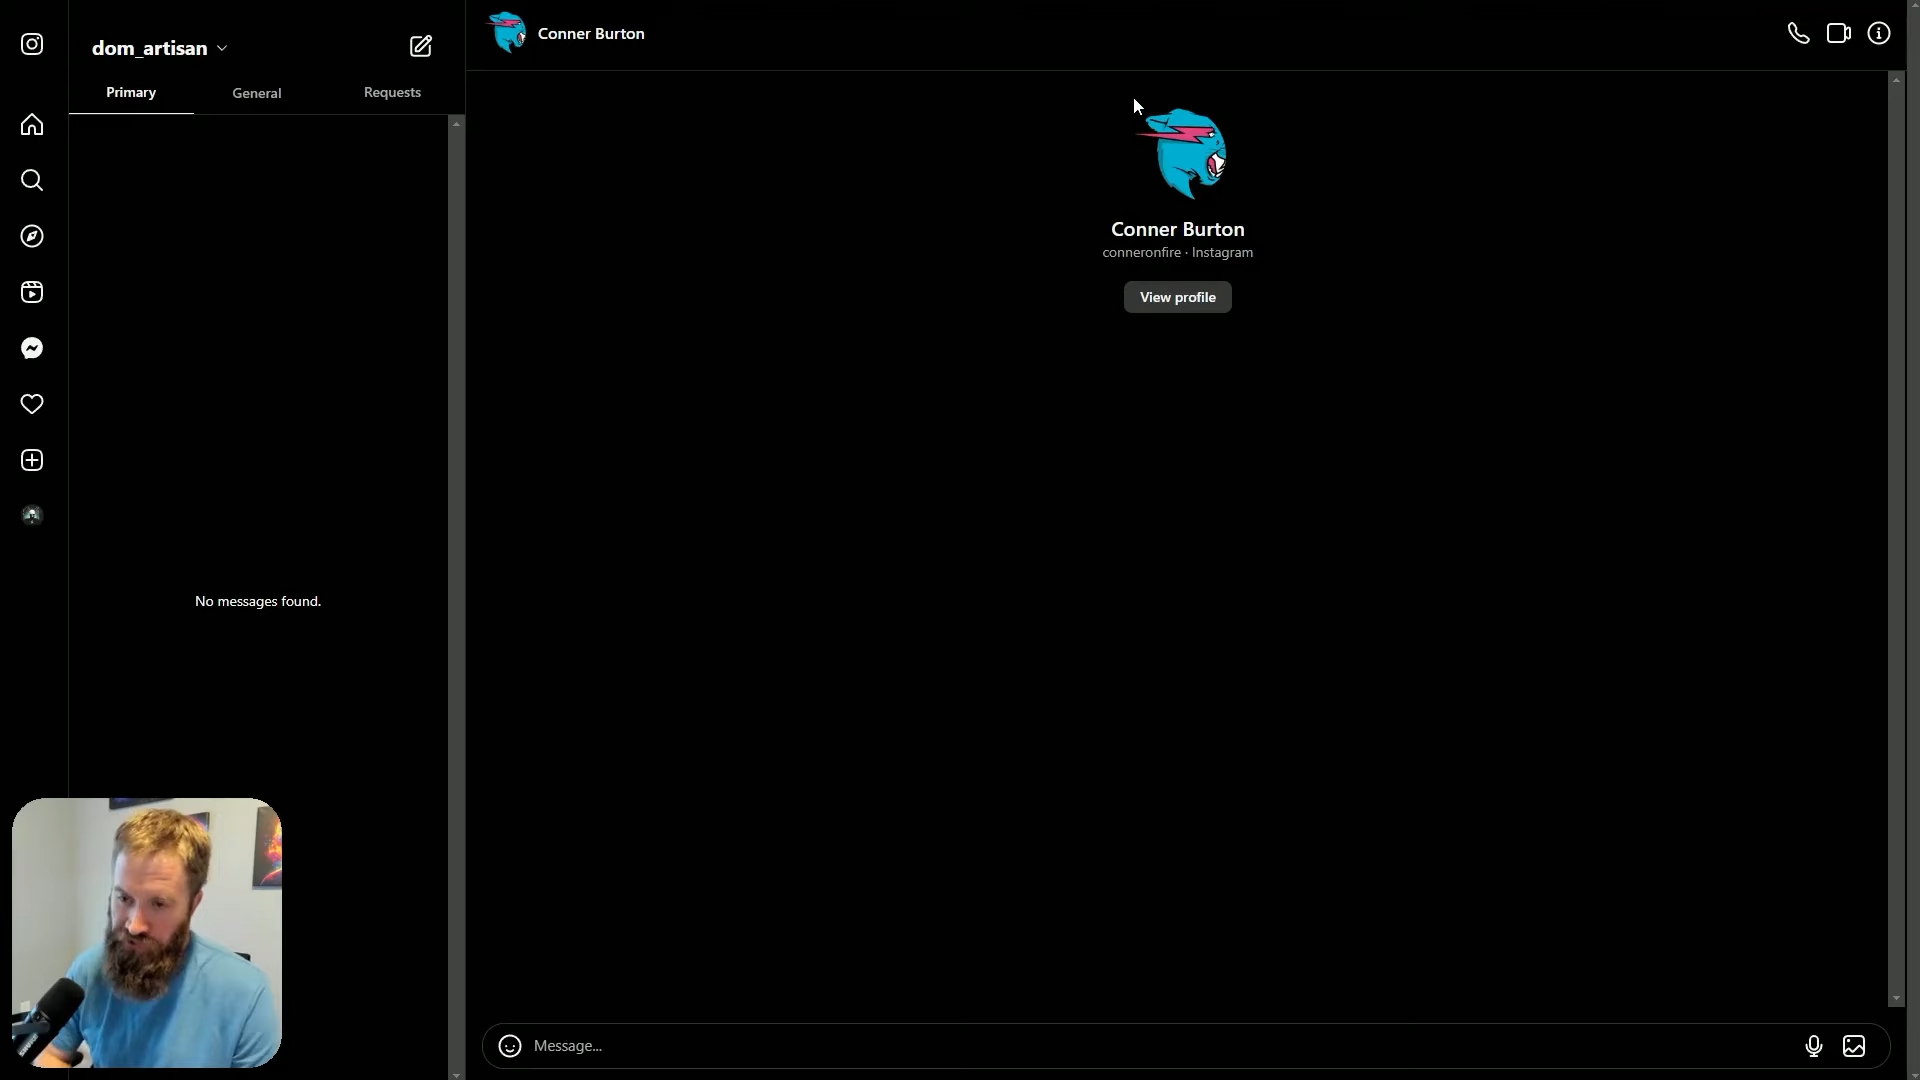 dom_artisan
Primary
General
Requests
No messages found.
Conner Burton
Conner Burton
conneronfire · Instagram
View profile
Message...